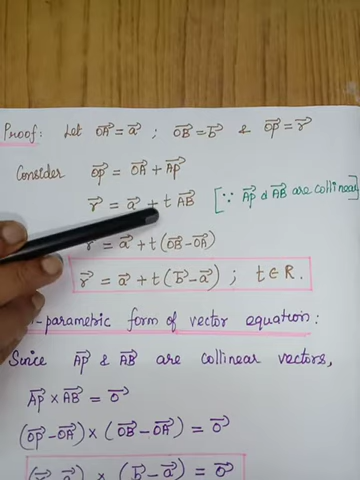 Proof: Let OA⃗ = a⃗ ; OB⃗ = b⃗ & OP⃗ = r⃗
Consider OP⃗ = OA⃗ + AP⃗
r⃗ = a⃗ + t AB⃗ [∵ AP⃗ & AB⃗ are collinear
r⃗ = a⃗ + t (OB⃗ - OA⃗)
r⃗ = a⃗ + t (b⃗ - a⃗) ; t ∈ R.
-parametric form of vector equation:
Since AP⃗ & AB⃗ are collinear vectors,
AP⃗ × AB⃗ = 0⃗
(OP⃗ - OA⃗) × (OB⃗ - OA⃗) = 0⃗
(r⃗ - a⃗) × (b⃗ - a⃗) = 0⃗